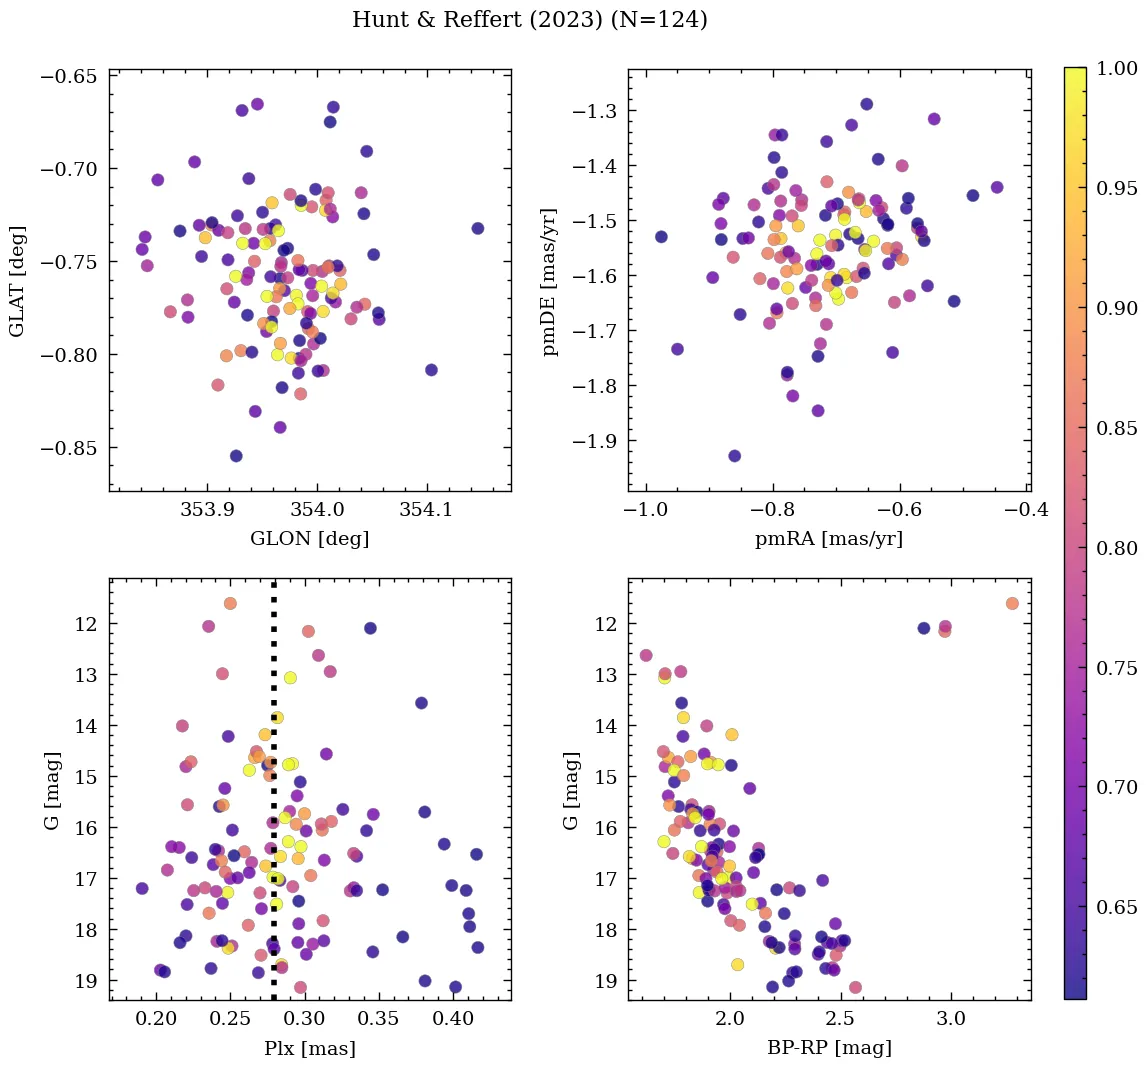 Hunt & Reffert (2023) (N=124)
−0.65
−0.70
−0.75
−0.80
−0.85
GLAT [deg]
353.9 354.0 354.1
GLON [deg]
−1.3
−1.4
−1.5
−1.6
−1.7
−1.8
−1.9
pmDE [mas/yr]
−1.0 −0.8 −0.6 −0.4
pmRA [mas/yr]
12
13
14
15
16
17
18
19
G [mag]
0.20 0.25 0.30 0.35 0.40
Plx [mas]
12
13
14
15
16
17
18
19
G [mag]
2.0 2.5 3.0
BP-RP [mag]
1.00
0.95
0.90
0.85
0.80
0.75
0.70
0.65